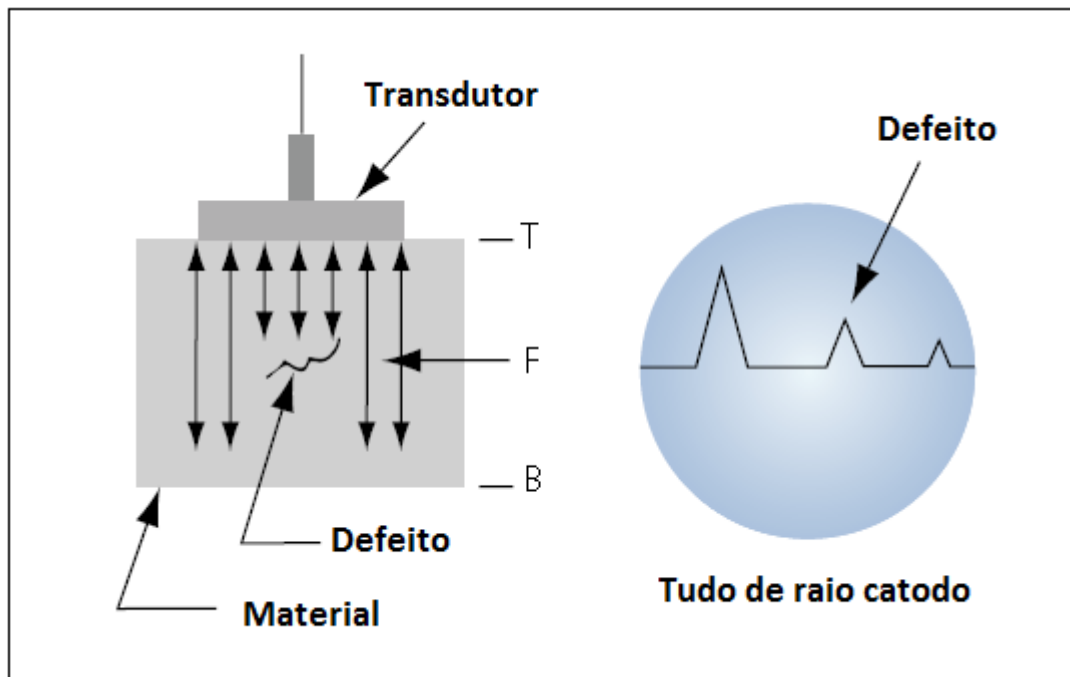 Transdutor
Defeito
T
F
B
Defeito
Material
Tudo de raio catodo